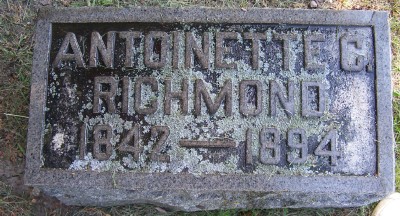 ANTOINETTE C.
RICHMOND
1842—1894